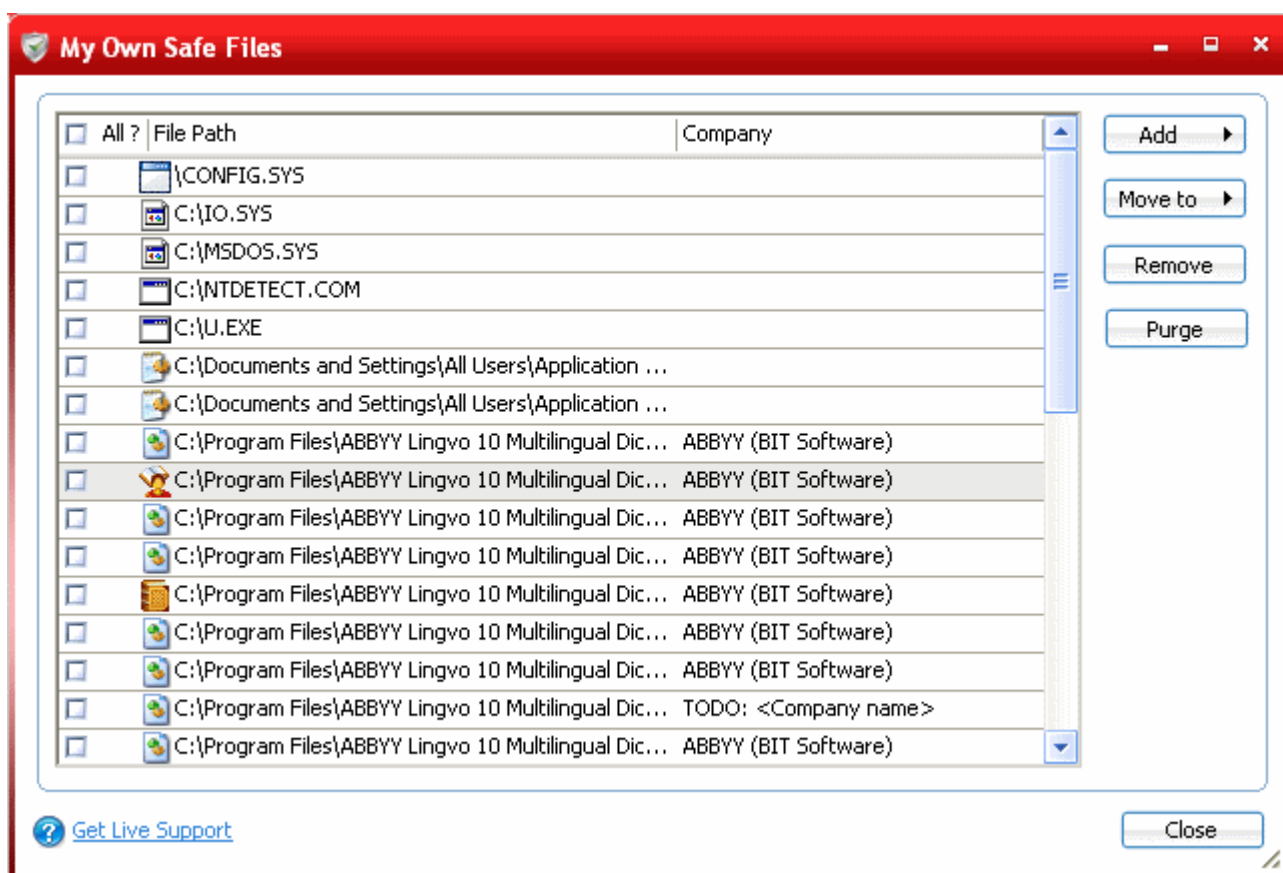 My Own Safe Files
All ? File Path Company
Add
\CONFIG.SYS
Move to
C:\IO.SYS
C:\MSDOS.SYS
Remove
C:\NTDETECT.COM
C:\U.EXE
Purge
C:\Documents and Settings\All Users\Application ...
C:\Documents and Settings\All Users\Application ...
C:\Program Files\ABBYY Lingvo 10 Multilingual Dic... ABBYY (BIT Software)
C:\Program Files\ABBYY Lingvo 10 Multilingual Dic... ABBYY (BIT Software)
C:\Program Files\ABBYY Lingvo 10 Multilingual Dic... ABBYY (BIT Software)
C:\Program Files\ABBYY Lingvo 10 Multilingual Dic... ABBYY (BIT Software)
C:\Program Files\ABBYY Lingvo 10 Multilingual Dic... ABBYY (BIT Software)
C:\Program Files\ABBYY Lingvo 10 Multilingual Dic... ABBYY (BIT Software)
C:\Program Files\ABBYY Lingvo 10 Multilingual Dic... ABBYY (BIT Software)
C:\Program Files\ABBYY Lingvo 10 Multilingual Dic... TODO: <Company name>
C:\Program Files\ABBYY Lingvo 10 Multilingual Dic... ABBYY (BIT Software)
Get Live Support
Close